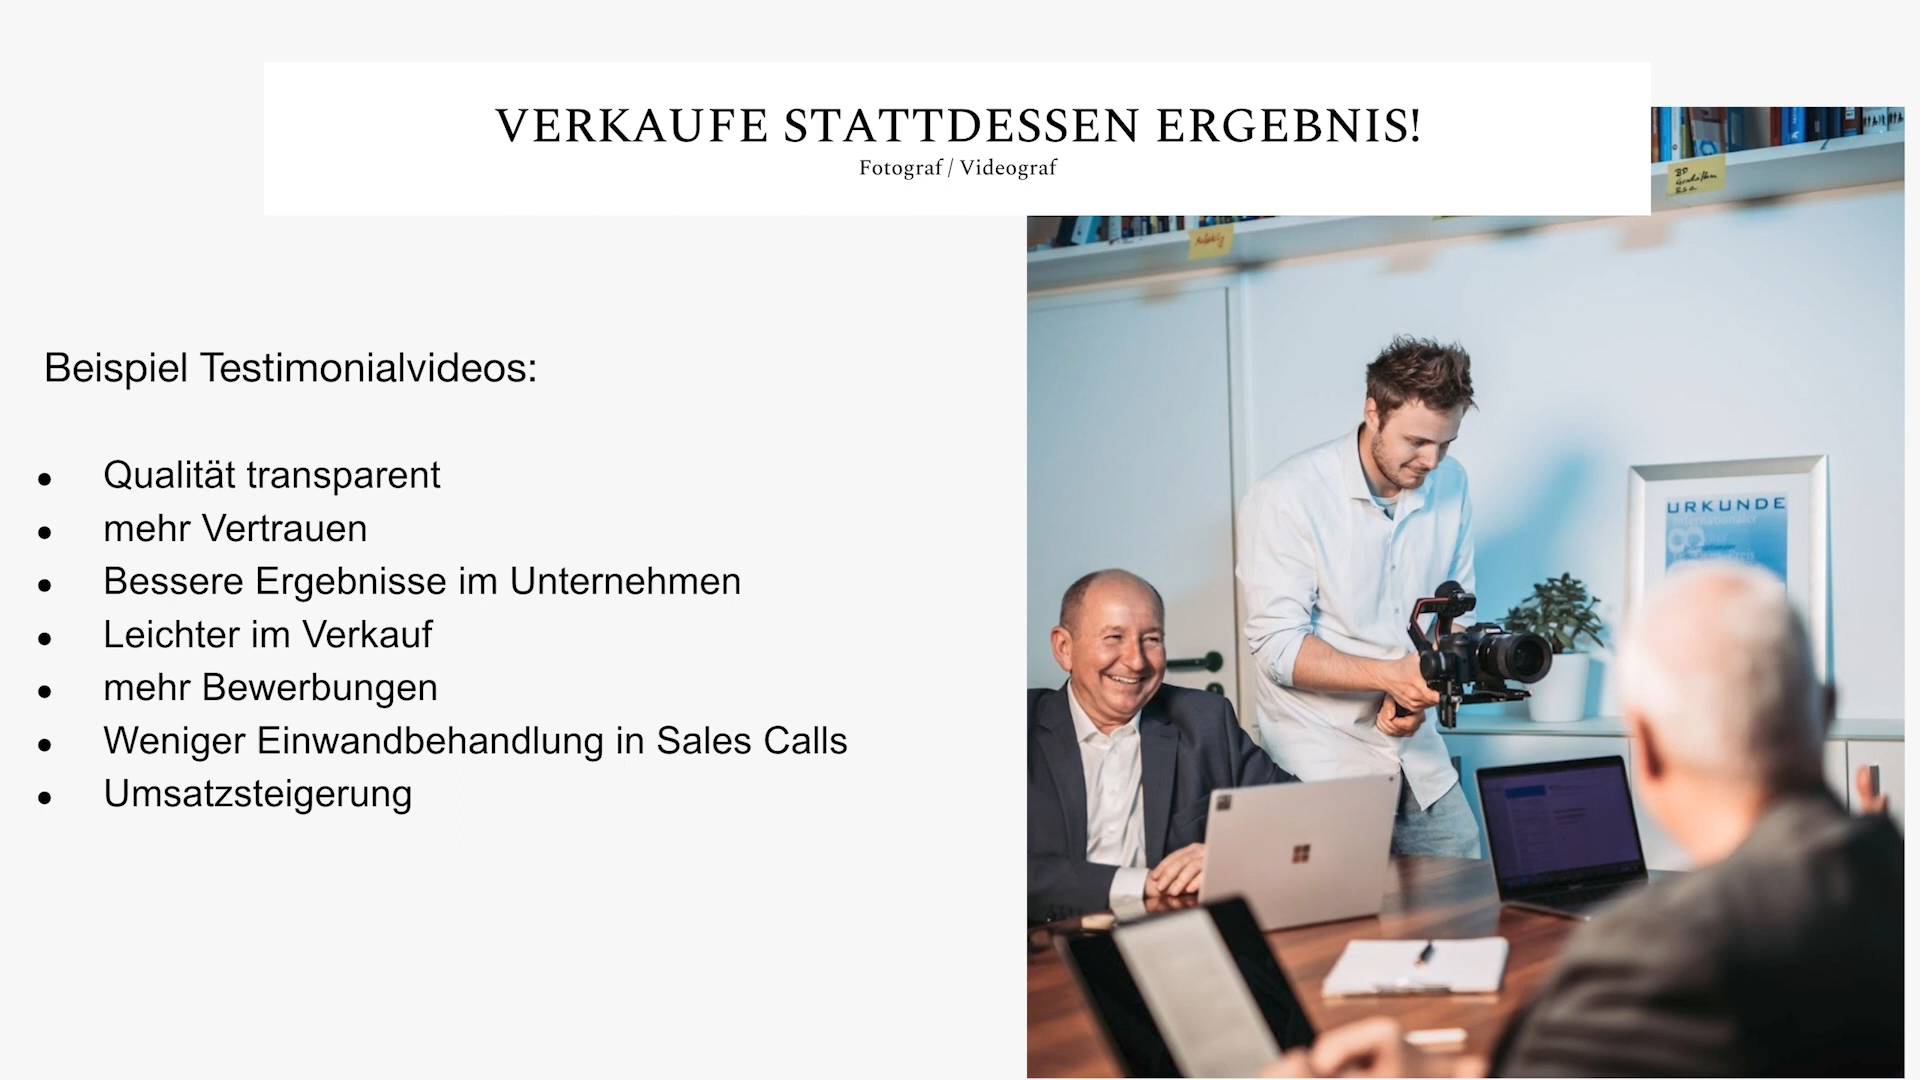 VERKAUFE STATTDESSEN ERGEBNIS!
Fotograf / Videograf
Beispiel Testimonialvideos:
• Qualität transparent
• mehr Vertrauen
• Bessere Ergebnisse im Unternehmen
• Leichter im Verkauf
• mehr Bewerbungen
• Weniger Einwandbehandlung in Sales Calls
• Umsatzsteigerung
URKUNDE
Internationaler